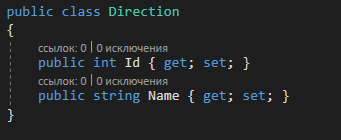 public class Direction
{
ссылок: 0 | 0 исключения
public int Id { get; set; }
ссылок: 0 | 0 исключения
public string Name { get; set; }
}